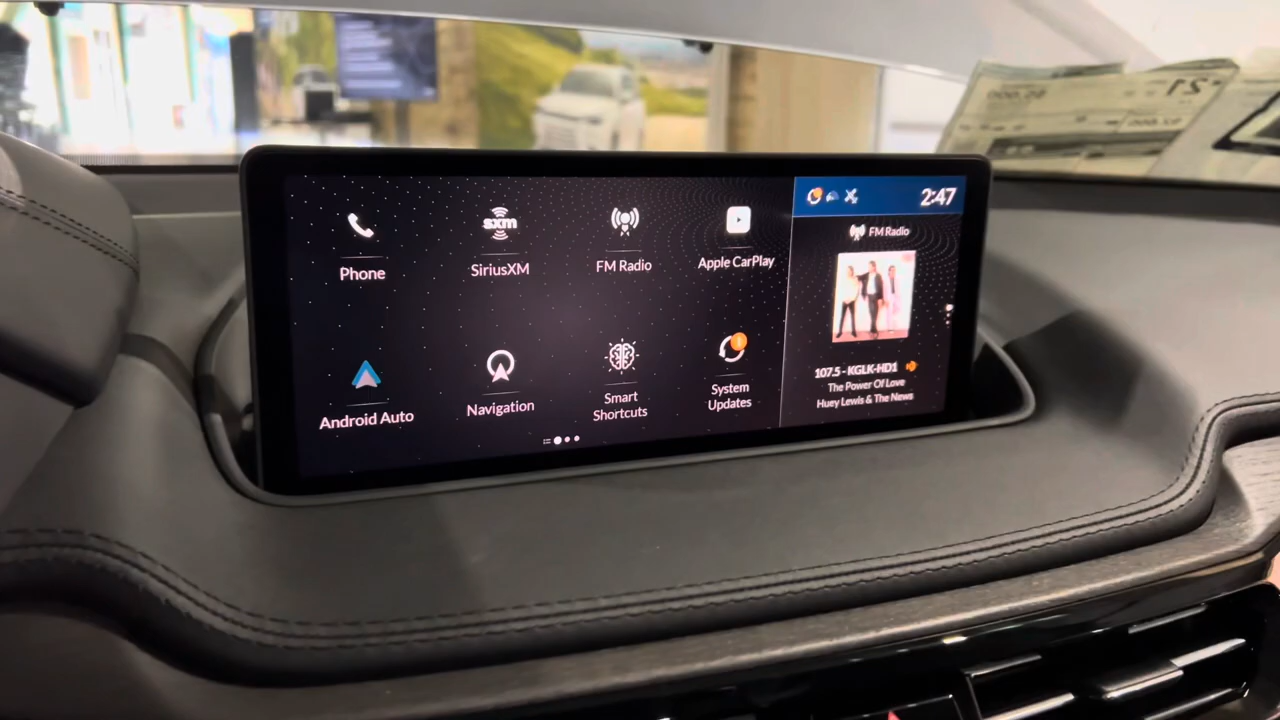 2:47
sxm
FM Radio
Phone
SiriusXM
FM Radio
Apple CarPlay
107.5 - KGLK-HD1
The Power Of Love
Huey Lewis & The News
Android Auto
Navigation
Smart
Shortcuts
System
Updates